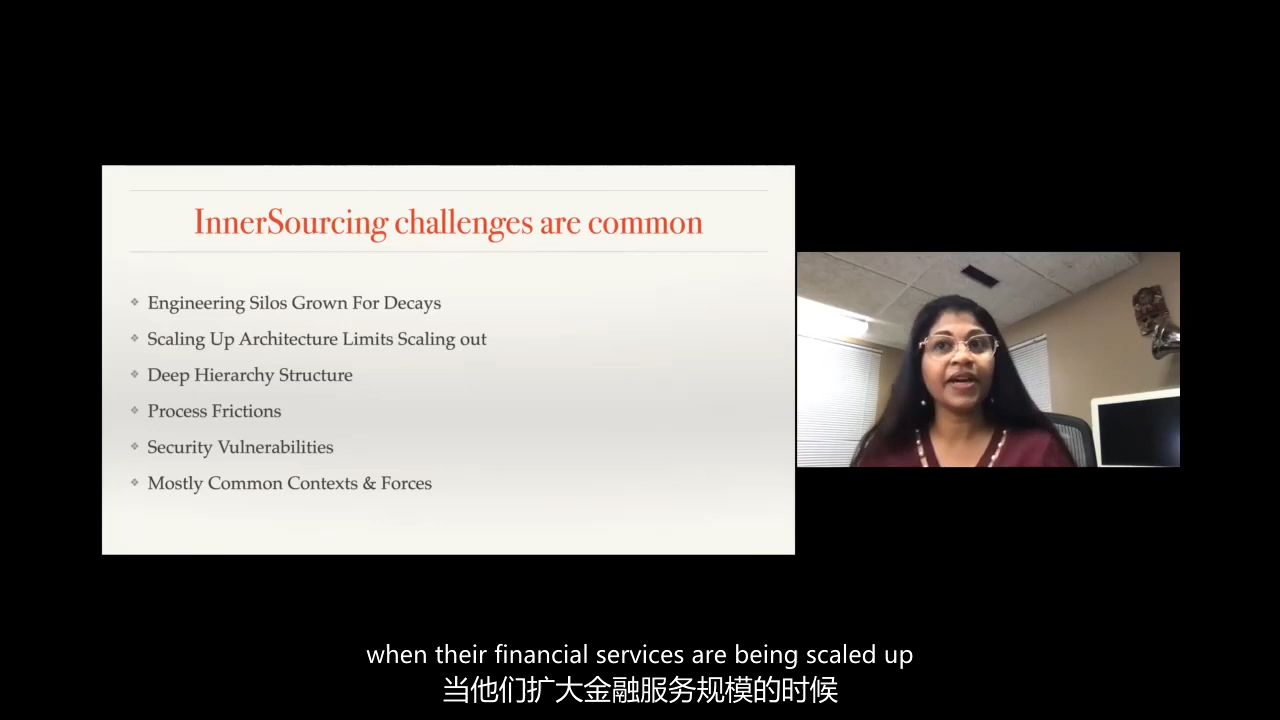 InnerSourcing challenges are common
Engineering Silos Grown For Decays
Scaling Up Architecture Limits Scaling out
Deep Hierarchy Structure
Process Frictions
Security Vulnerabilities
Mostly Common Contexts & Forces
when their financial services are being scaled up
当他们扩大金融服务规模的时候